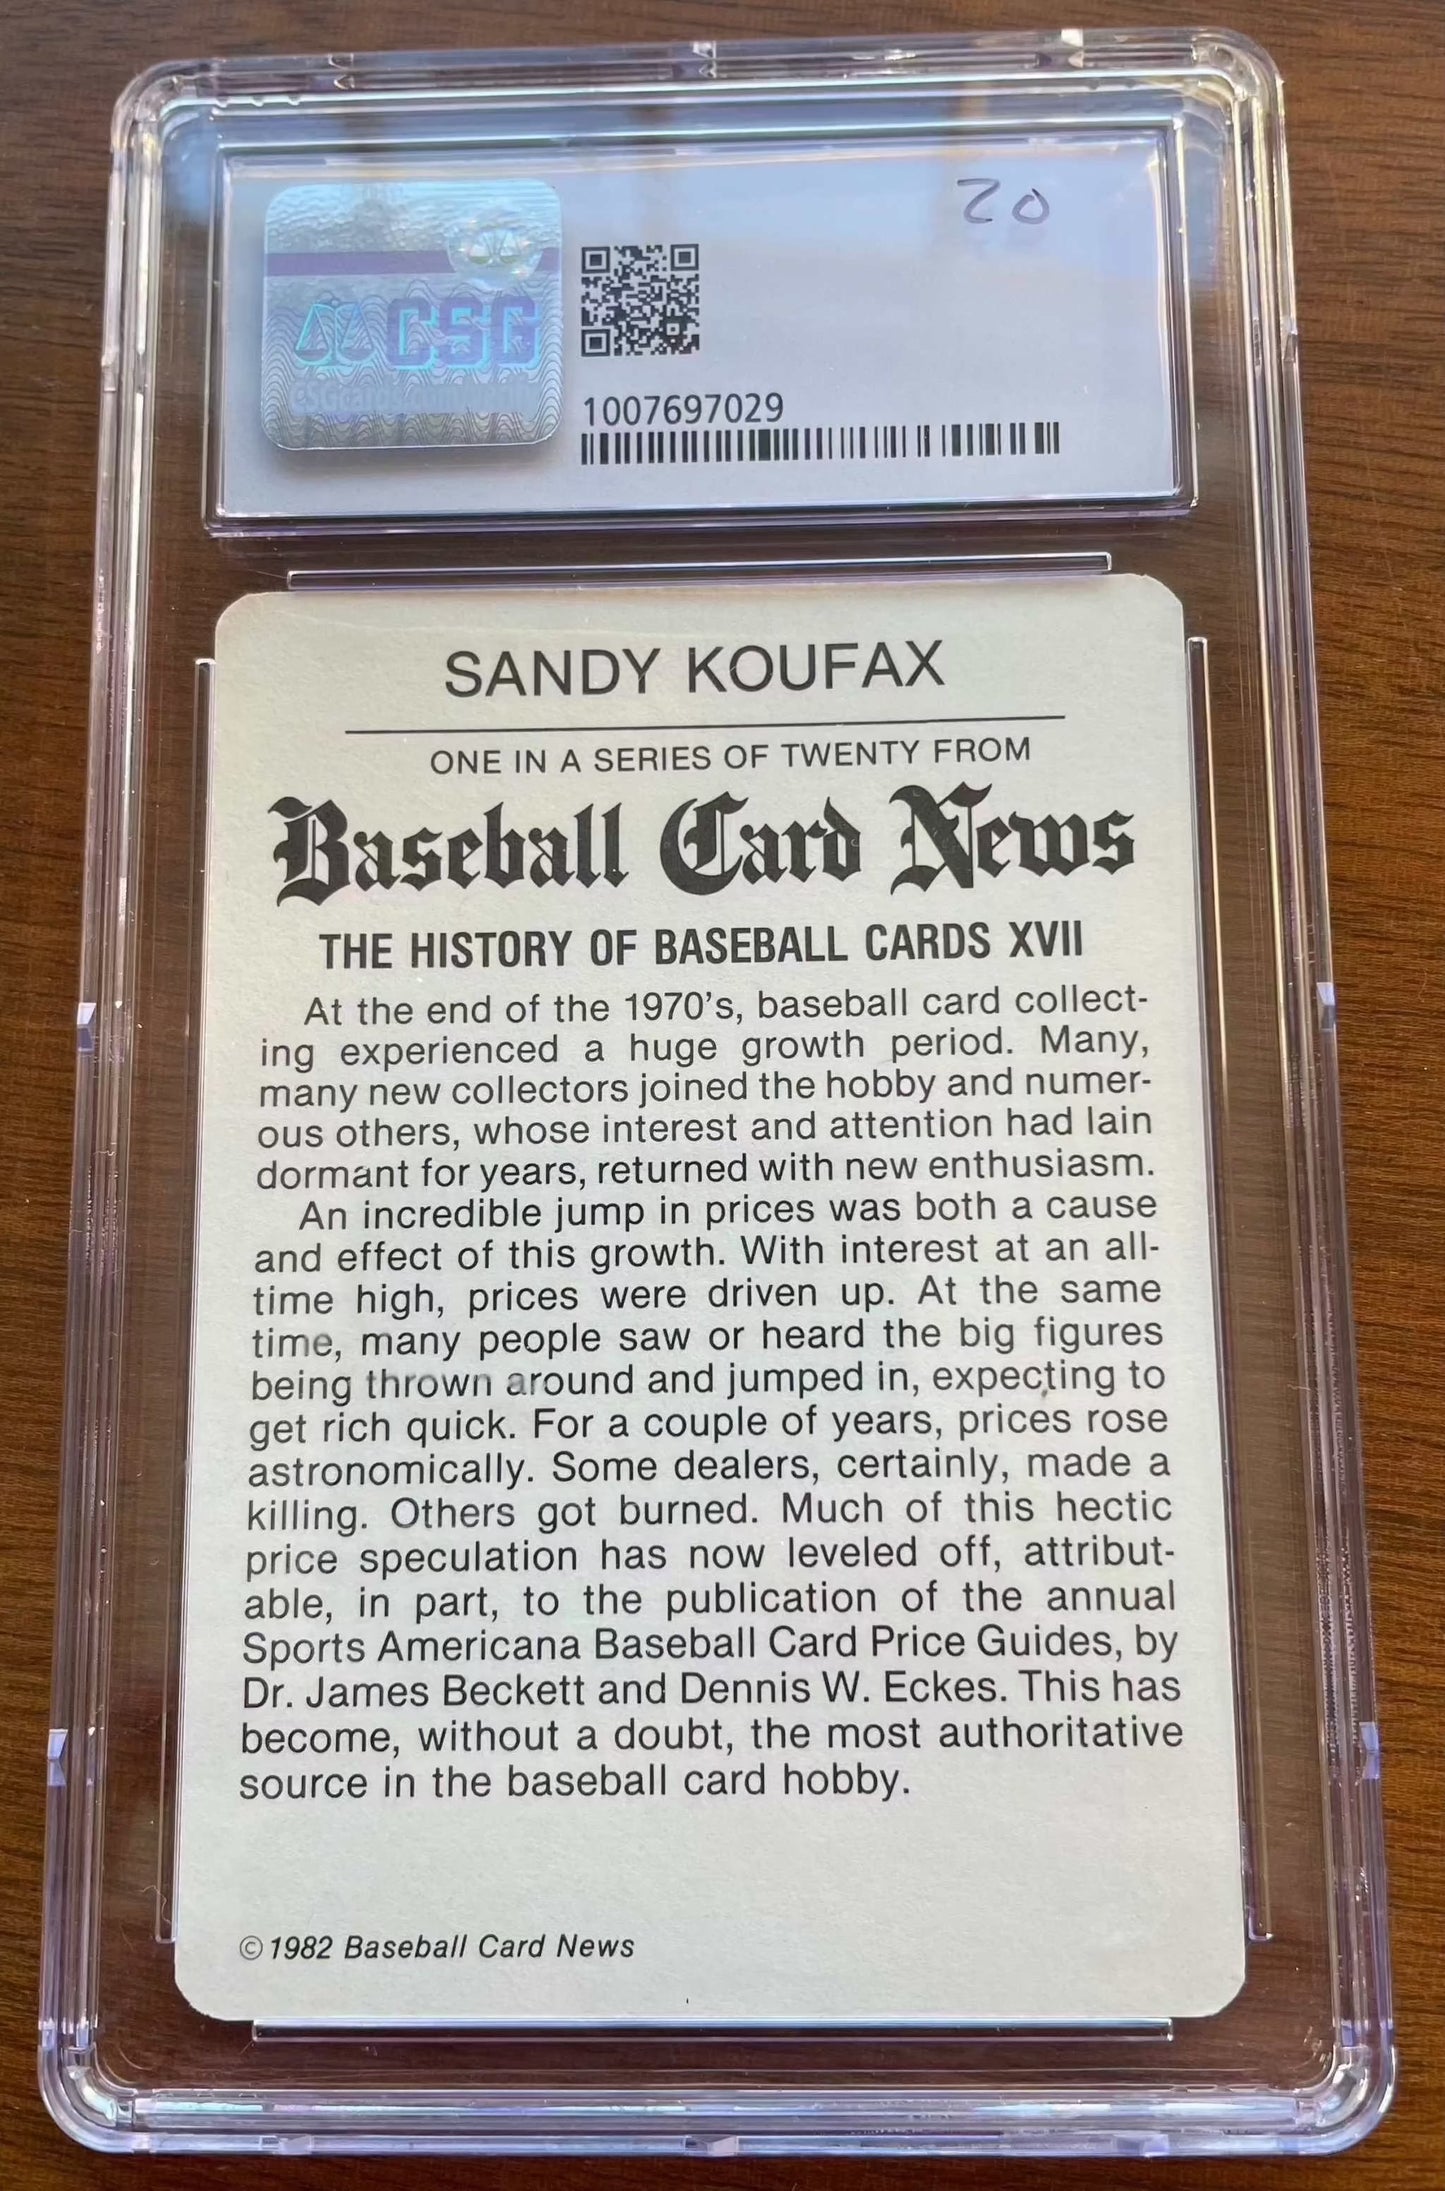 20
CSG
CSGcards.com/verify
1007697029
SANDY KOUFAX
ONE IN A SERIES OF TWENTY FROM
Baseball Card News
THE HISTORY OF BASEBALL CARDS XVII
At the end of the 1970's, baseball card collect-
ing experienced a huge growth period. Many,
many new collectors joined the hobby and numer-
ous others, whose interest and attention had lain
dormant for years, returned with new enthusiasm.
An incredible jump in prices was both a cause
and effect of this growth. With interest at an all-
time high, prices were driven up. At the same
time, many people saw or heard the big figures
being thrown around and jumped in, expecting to
get rich quick. For a couple of years, prices rose
astronomically. Some dealers, certainly, made a
killing. Others got burned. Much of this hectic
price speculation has now leveled off, attribut-
able, in part, to the publication of the annual
Sports Americana Baseball Card Price Guides, by
Dr. James Beckett and Dennis W. Eckes. This has
become, without a doubt, the most authoritative
source in the baseball card hobby.
© 1982 Baseball Card News